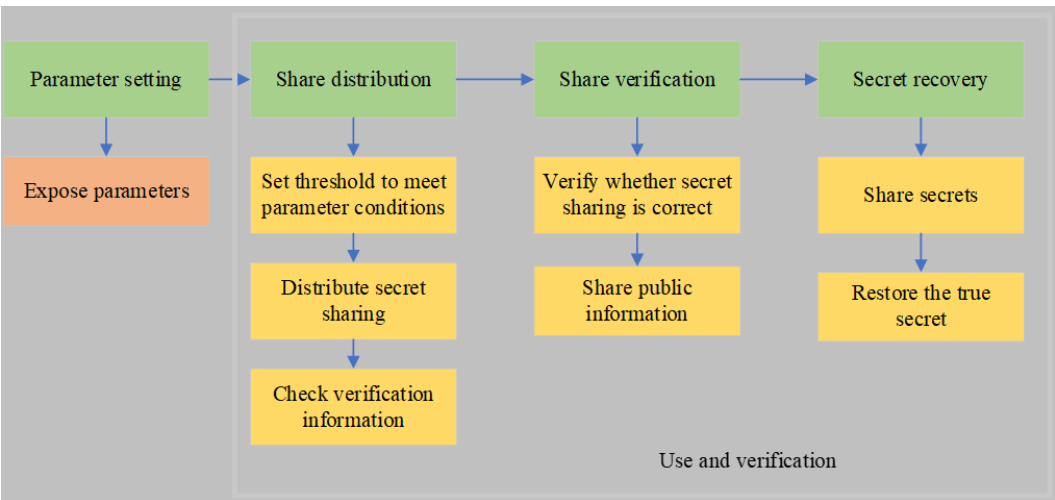 Parameter setting
Share distribution
Share verification
Secret recovery
Expose parameters
Set threshold to meet
parameter conditions
Verify whether secret
sharing is correct
Share secrets
Distribute secret
sharing
Share public
information
Restore the true
secret
Check verification
information
Use and verification